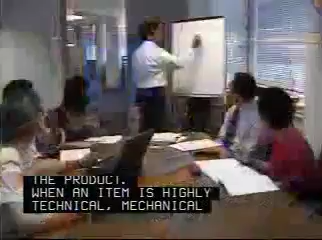 THE PRODUCT.
WHEN AN ITEM IS HIGHLY
TECHNICAL, MECHANICAL